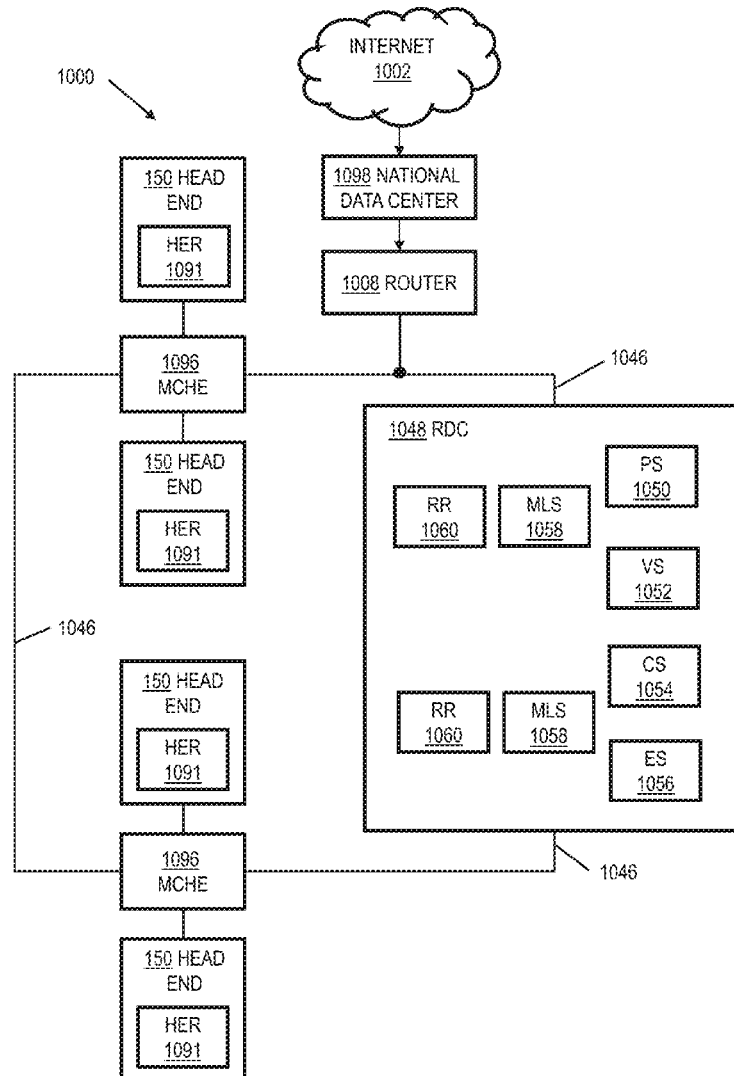 INTERNET
1002
1000
1098 NATIONAL
DATA CENTER
1008 ROUTER
150 HEAD
END
HER
1091
1096
MCHE
1046
150 HEAD
END
HER
1091
1048 RDC
PS
1050
RR
1060
MLS
1058
VS
1052
1046
CS
1054
150 HEAD
END
HER
1091
RR
1060
MLS
1058
ES
1056
1096
MCHE
1046
150 HEAD
END
HER
1091